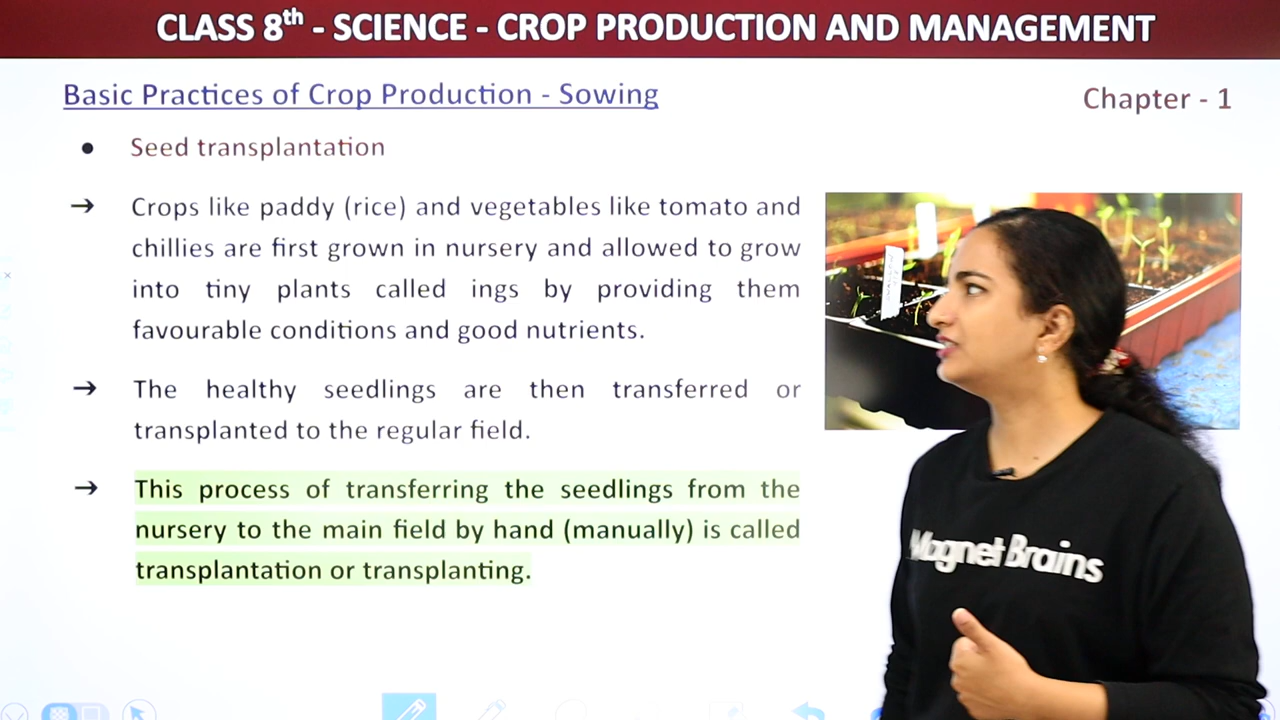 CLASS 8th - SCIENCE - CROP PRODUCTION AND MANAGEMENT
Basic Practices of Crop Production - Sowing
Chapter - 1
● Seed transplantation
→ Crops like paddy (rice) and vegetables like tomato and
chillies are first grown in nursery and allowed to grow
into tiny plants called ings by providing them
favourable conditions and good nutrients.
→ The healthy seedlings are then transferred or
transplanted to the regular field.
→ This process of transferring the seedlings from the
nursery to the main field by hand (manually) is called
transplantation or transplanting.
Magnet Brains